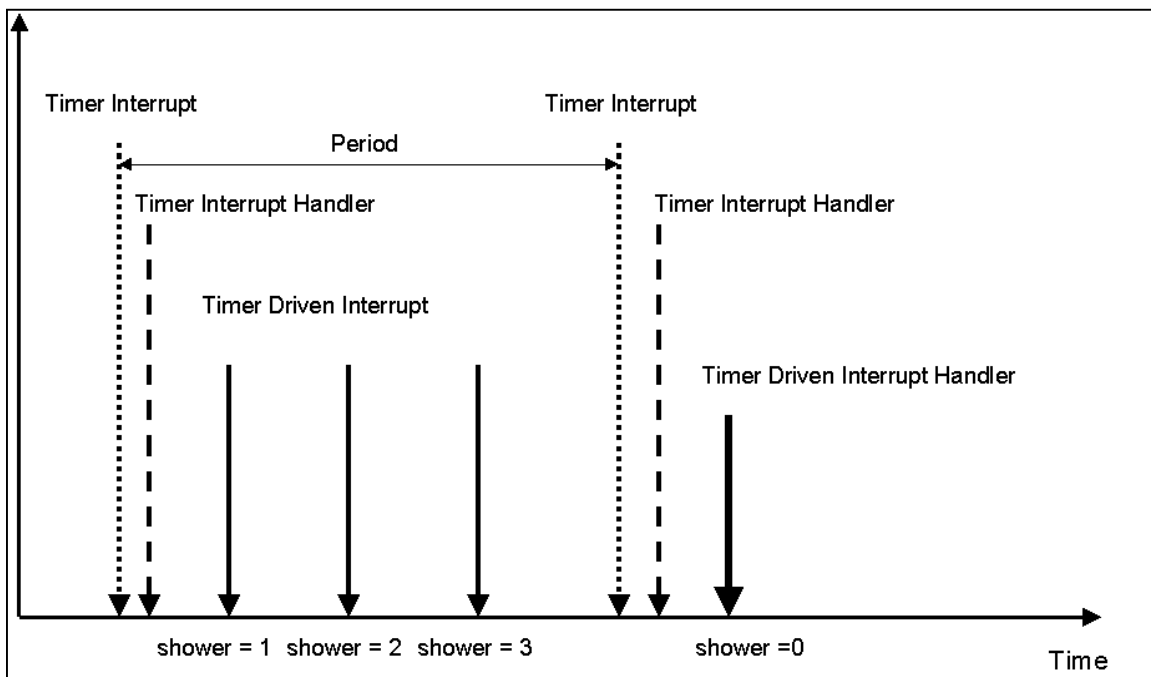 Timer Interrupt
Timer Interrupt
Period
Timer Interrupt Handler
Timer Interrupt Handler
Timer Driven Interrupt
Timer Driven Interrupt Handler
shower = 1
shower = 2
shower = 3
shower =0
Time